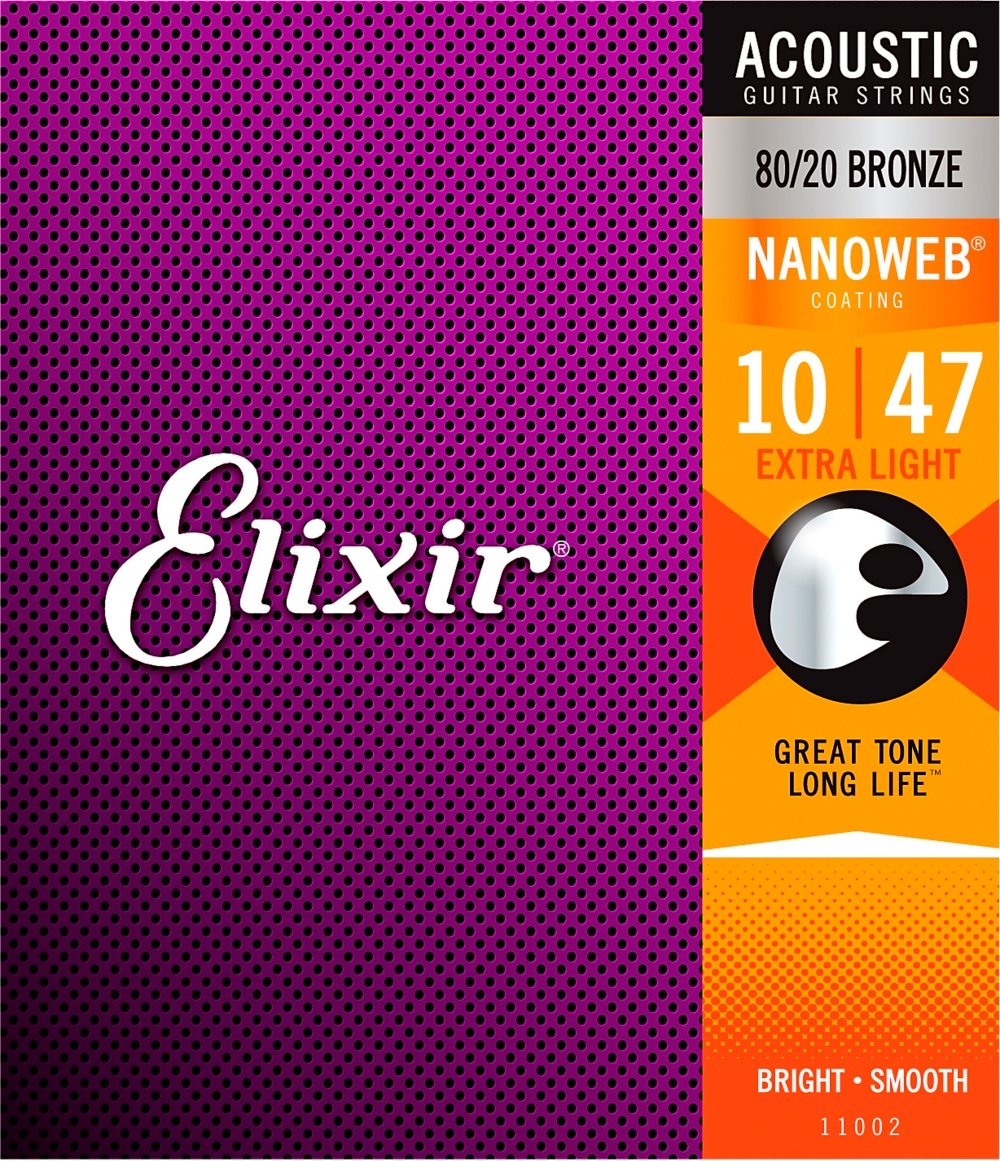 Elixir®
ACOUSTIC
GUITAR STRINGS
80/20 BRONZE
NANOWEB®
COATING
10 | 47
EXTRA LIGHT
GREAT TONE
LONG LIFE™
BRIGHT • SMOOTH
11002